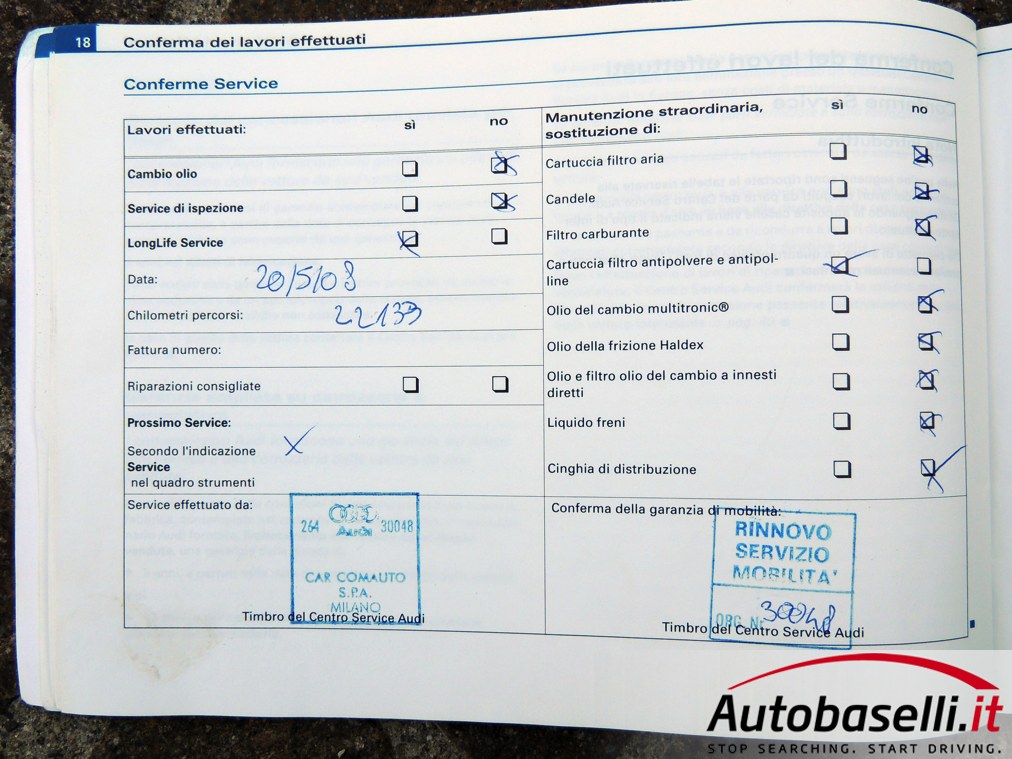 18 Conferma dei lavori effettuati
Conferme Service
Lavori effettuati: sì no
Cambio olio
Service di ispezione
LongLife Service
Data: 20/5/08
Chilometri percorsi: 22139
Fattura numero:
Riparazioni consigliate
Prossimo Service:
Secondo l'indicazione
Service
nel quadro strumenti
Service effettuato da:
264 Audi 30048
CAR COMAUTO
S.P.A.
MILANO
Timbro del Centro Service Audi
Manutenzione straordinaria, sì no
sostituzione di:
Cartuccia filtro aria
Candele
Filtro carburante
Cartuccia filtro antipolvere e antipol-
line
Olio del cambio multitronic®
Olio della frizione Haldex
Olio e filtro olio del cambio a innesti
diretti
Liquido freni
Cinghia di distribuzione
Conferma della garanzia di mobilità:
RINNOVO
SERVIZIO
MOBILITA'
ORG. Nr. 30048
Timbro del Centro Service Audi
Autobaselli.it
STOP SEARCHING. START DRIVING.